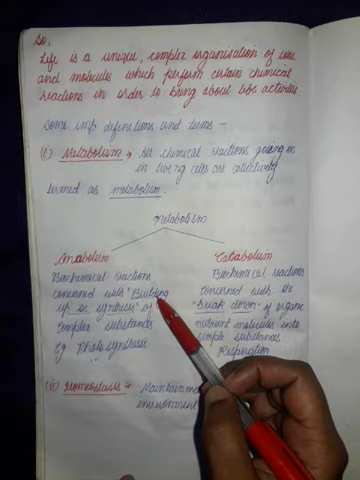 So,
Life is a unique, complex organisation of ions
and molecules which perform certain chemical
reactions in order to bring about life activities
Some imp definitions and terms -
(i) Metabolism → All chemical reactions going on
in living cells are collectively
termed as metabolism.
Metabolism
Anabolism
Biochemical reactions
concerned with "Building
up or synthesis" of
complex substances
Eg Photosynthesis
Catabolism
Biochemical reactions
concerned with the
"break down" of organic
nutrient molecules into
simple substances
Respiration
(ii) Homeostasis →
environment